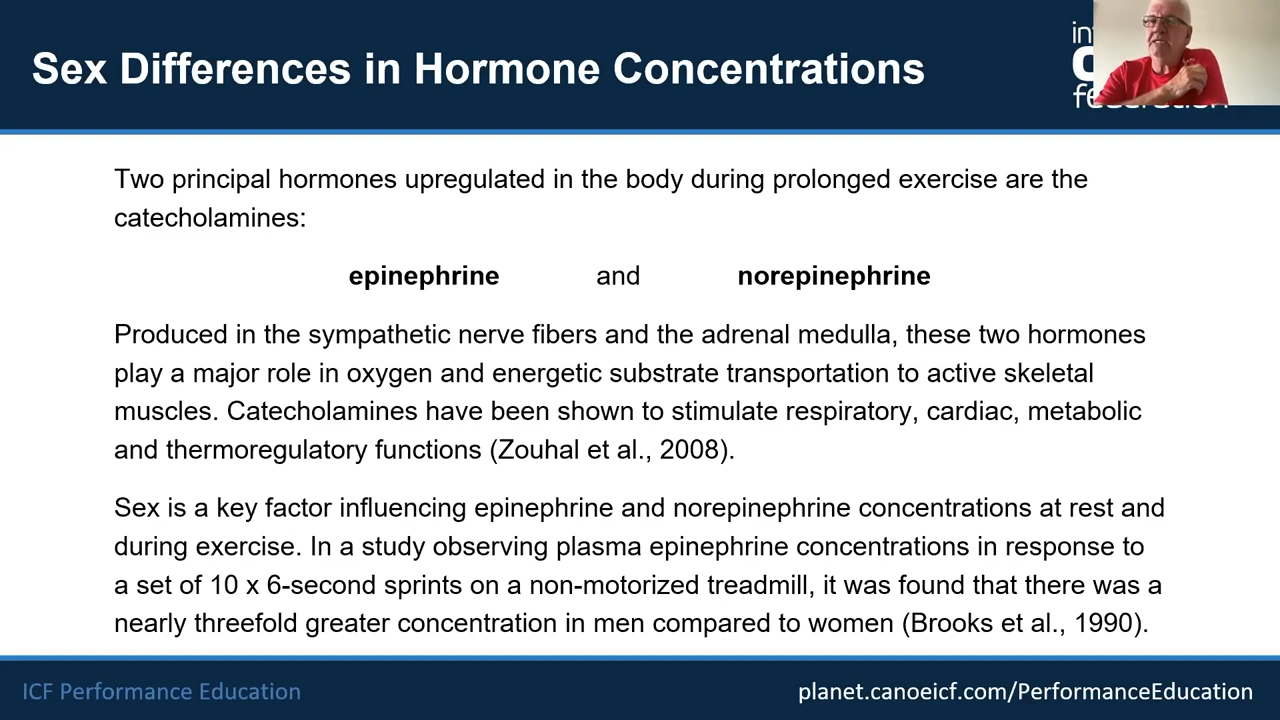 Sex Differences in Hormone Concentrations
Two principal hormones upregulated in the body during prolonged exercise are the
catecholamines:
epinephrine and norepinephrine
Produced in the sympathetic nerve fibers and the adrenal medulla, these two hormones
play a major role in oxygen and energetic substrate transportation to active skeletal
muscles. Catecholamines have been shown to stimulate respiratory, cardiac, metabolic
and thermoregulatory functions (Zouhal et al., 2008).
Sex is a key factor influencing epinephrine and norepinephrine concentrations at rest and
during exercise. In a study observing plasma epinephrine concentrations in response to
a set of 10 x 6-second sprints on a non-motorized treadmill, it was found that there was a
nearly threefold greater concentration in men compared to women (Brooks et al., 1990).
ICF Performance Education
planet.canoeicf.com/PerformanceEducation